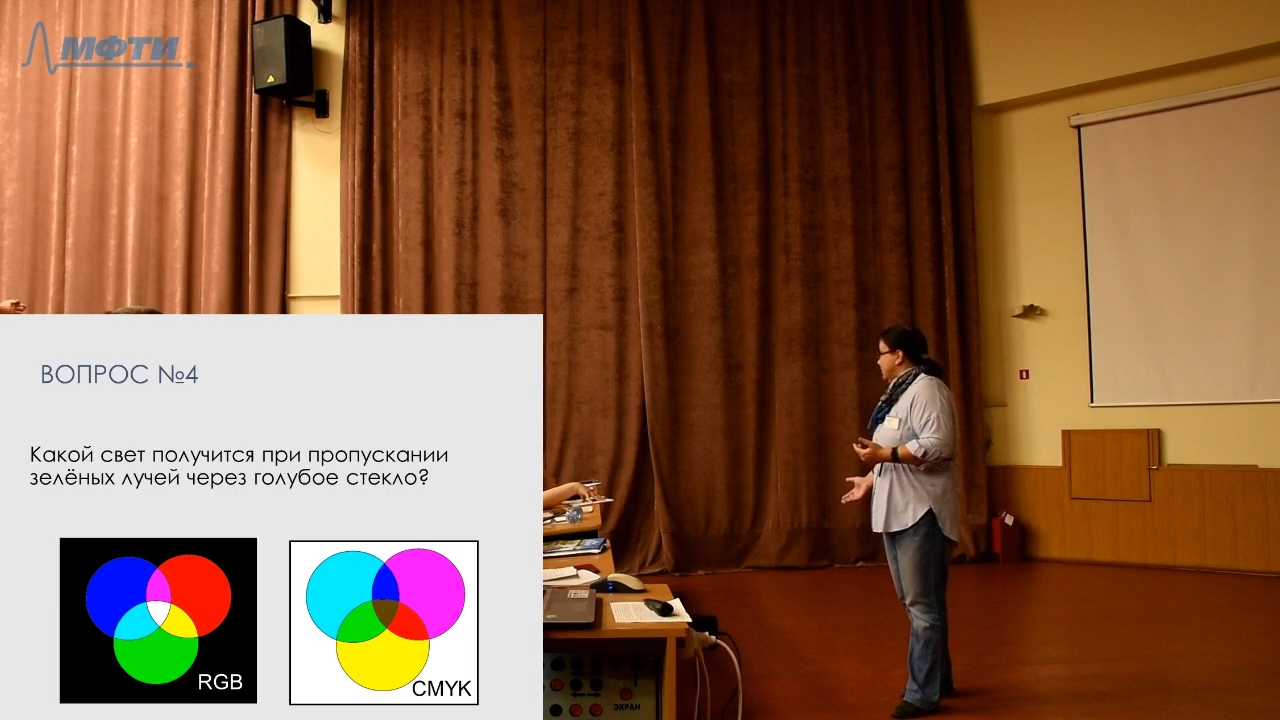 МФТИ
ВОПРОС №4
Какой свет получится при пропускании
зелёных лучей через голубое стекло?
RGB
CMYK
ЭКРАН